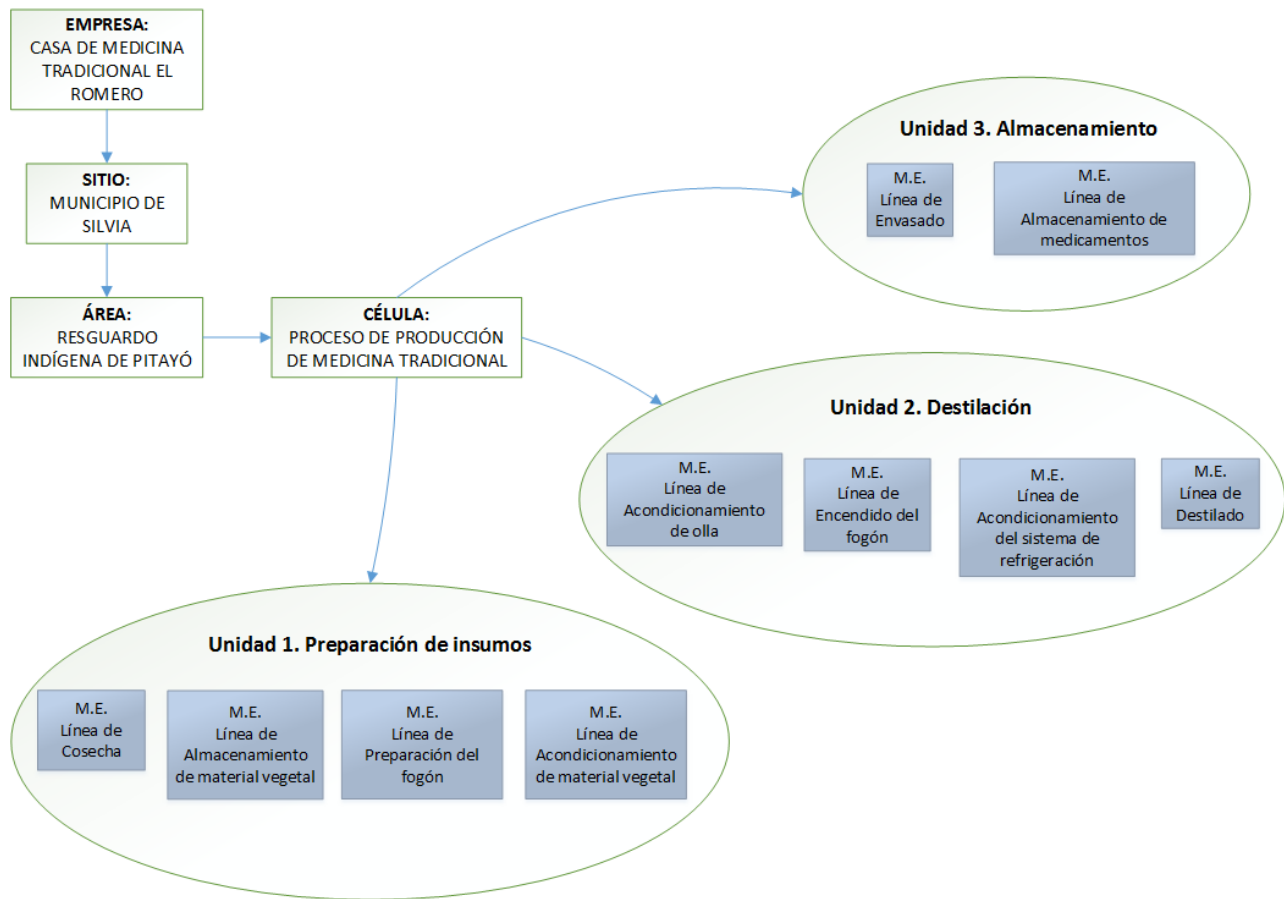 EMPRESA:
CASA DE MEDICINA
TRADICIONAL EL
ROMERO
SITIO:
MUNICIPIO DE
SILVIA
ÁREA:
RESGUARDO
INDÍGENA DE PITAYÓ
CÉLULA:
PROCESO DE PRODUCCIÓN
DE MEDICINA TRADICIONAL
Unidad 3. Almacenamiento
M.E.
Línea de
Envasado
M.E.
Línea de
Almacenamiento de
medicamentos
Unidad 2. Destilación
M.E.
Línea de
Acondicionamiento
de olla
M.E.
Línea de
Encendido del
fogón
M.E.
Línea de
Acondicionamiento
del sistema de
refrigeración
M.E.
Línea de
Destilado
Unidad 1. Preparación de insumos
M.E.
Línea de
Cosecha
M.E.
Línea de
Almacenamiento
de material vegetal
M.E.
Línea de
Preparación del
fogón
M.E.
Línea de
Acondicionamiento
de material vegetal